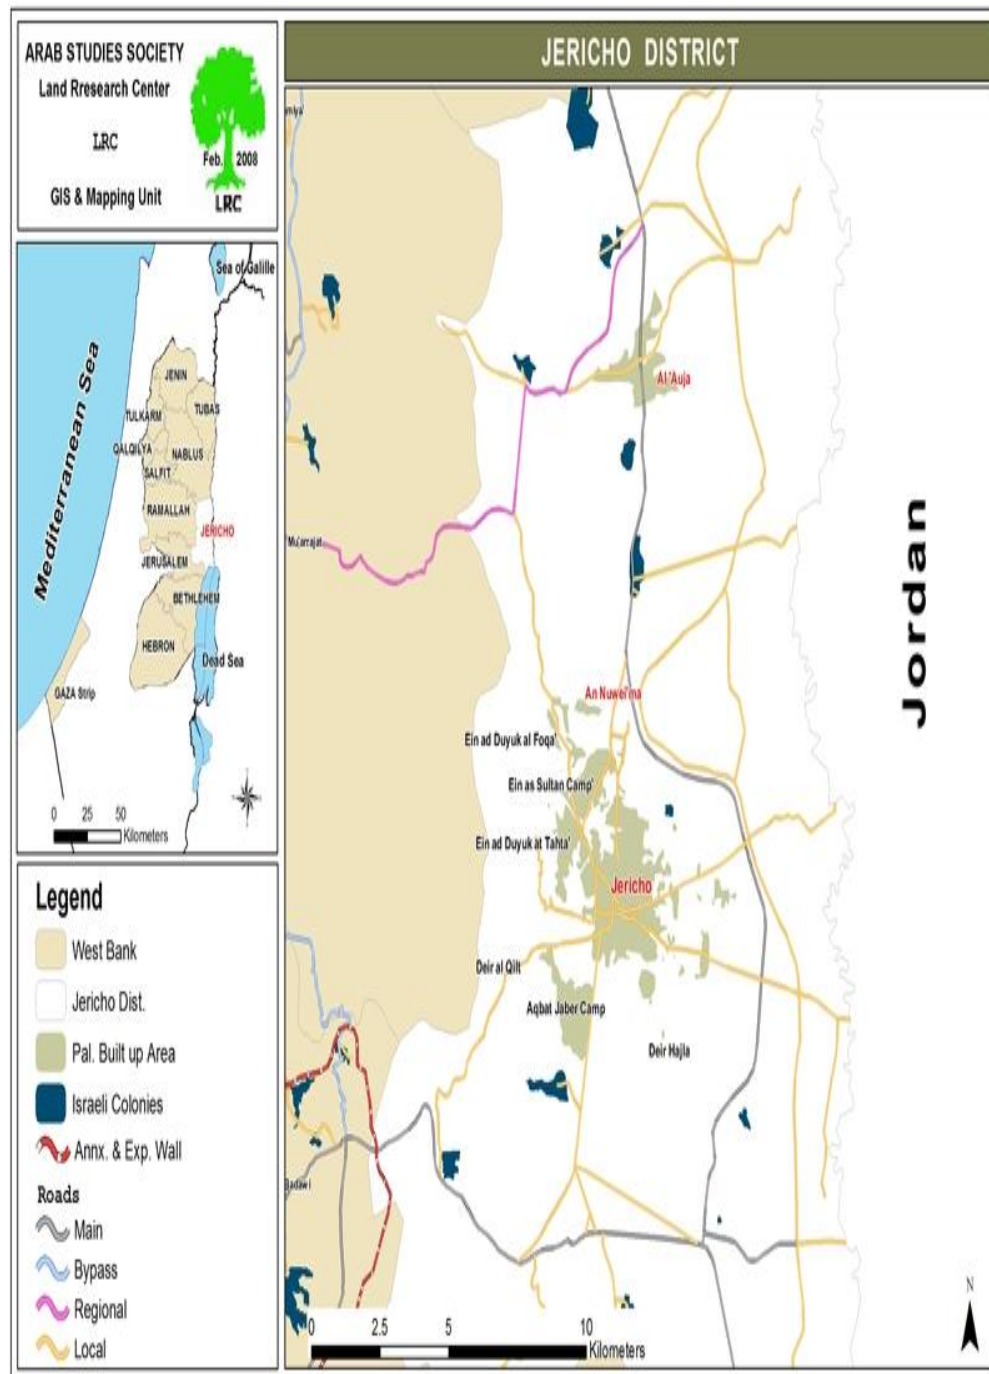 ARAB STUDIES SOCIETY
Land Rresearch Center
LRC
Feb. 2008
GIS & Mapping Unit
LRC
JERICHO DISTRICT
Sea of Galille
Mediterranean Sea
JENIN
TUBAS
TULKARM
QALQILYA
NABLUS
SALFIT
RAMALLAH
JERICHO
JERUSALEM
BETHLEHEM
HEBRON
Dead Sea
GAZA Strip
0 25 50
Kilometers
Legend
West Bank
Jericho Dist.
Pal. Built up Area
Israeli Colonies
Annx. & Exp. Wall
Roads
Main
Bypass
Regional
Local
Al 'Auja
Mu'arrajat
Jordan
An Nuwei'ma
Ein ad Duyuk al Foqa'
Ein as Sultan Camp'
Ein ad Duyuk at Tahta'
Jericho
Deir al Qilt
Aqbat Jaber Camp
Deir Hajla
Badawi
N
0 2.5 5 10
Kilometers